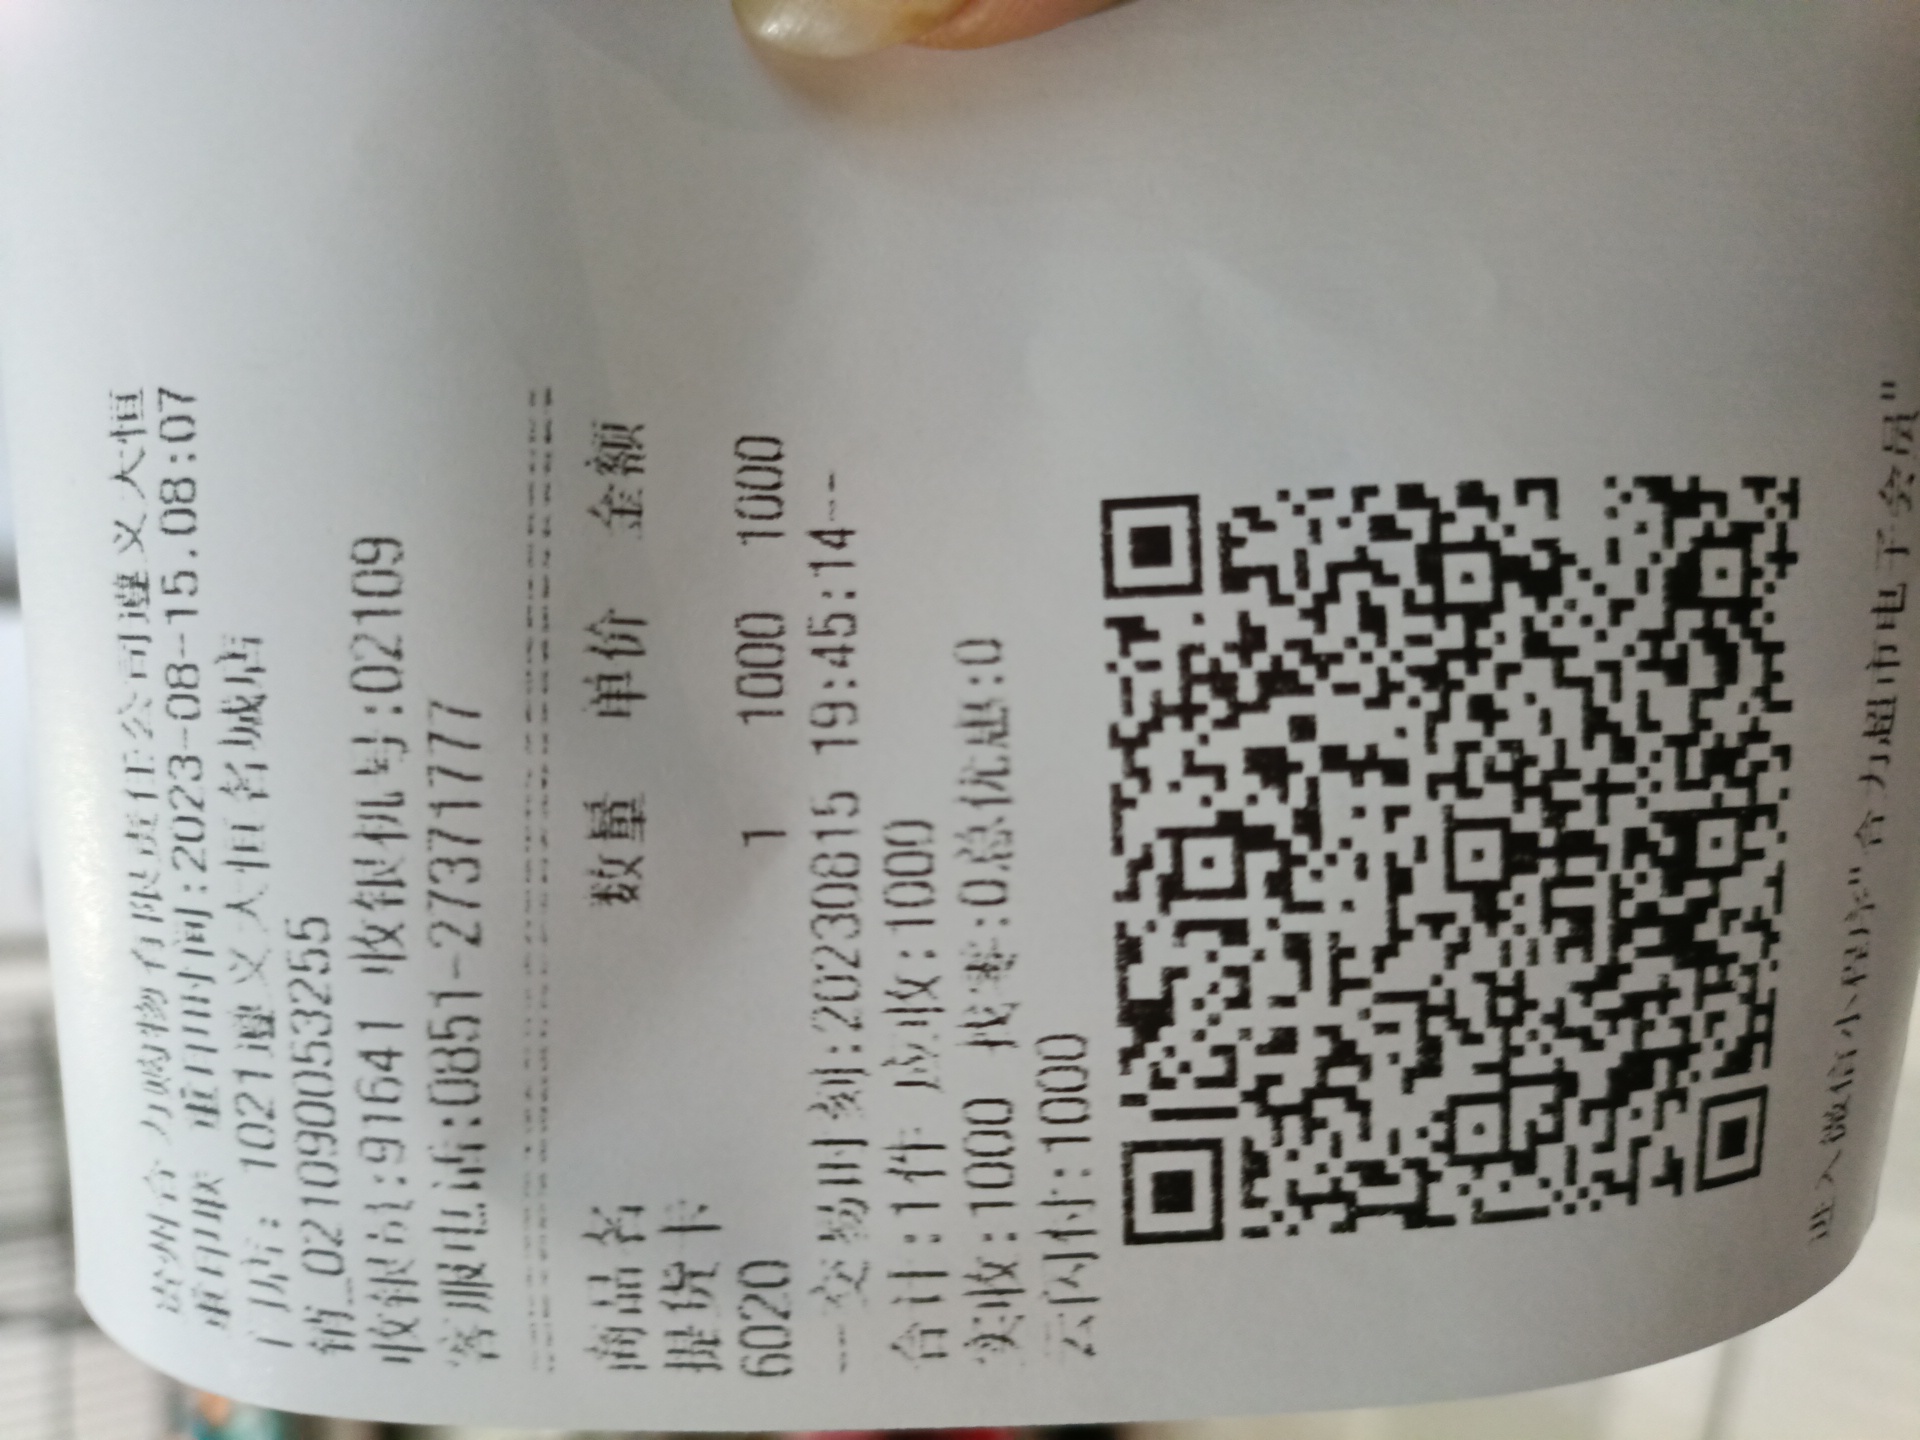 合力购物有限责任公司遵义大恒
重印联 重印时间:2023-08-15.08:07
门店: 1021遵义大恒名城店
销_021090053255
收银员:91641 收银机号:02109
客服电话:0851-27371777
商品名 数量 单价 金额
提货卡
6020 1 1000 1000
--交易时刻:20230815 19:45:14--
合计:1件 应收:1000
实收:1000 找零:0总优惠:0
云闪付:1000
进入微信小程序"合力超市电子会员"